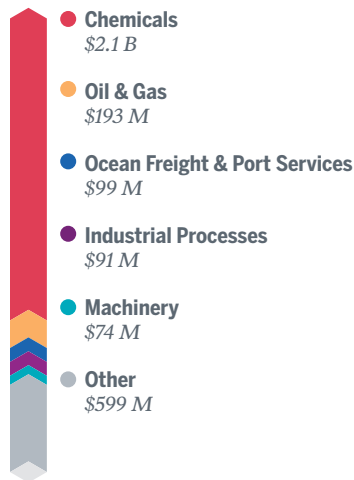 Chemicals
$2.1 B
Oil & Gas
$193 M
Ocean Freight & Port Services
$99 M
Industrial Processes
$91 M
Machinery
$74 M
Other
$599 M